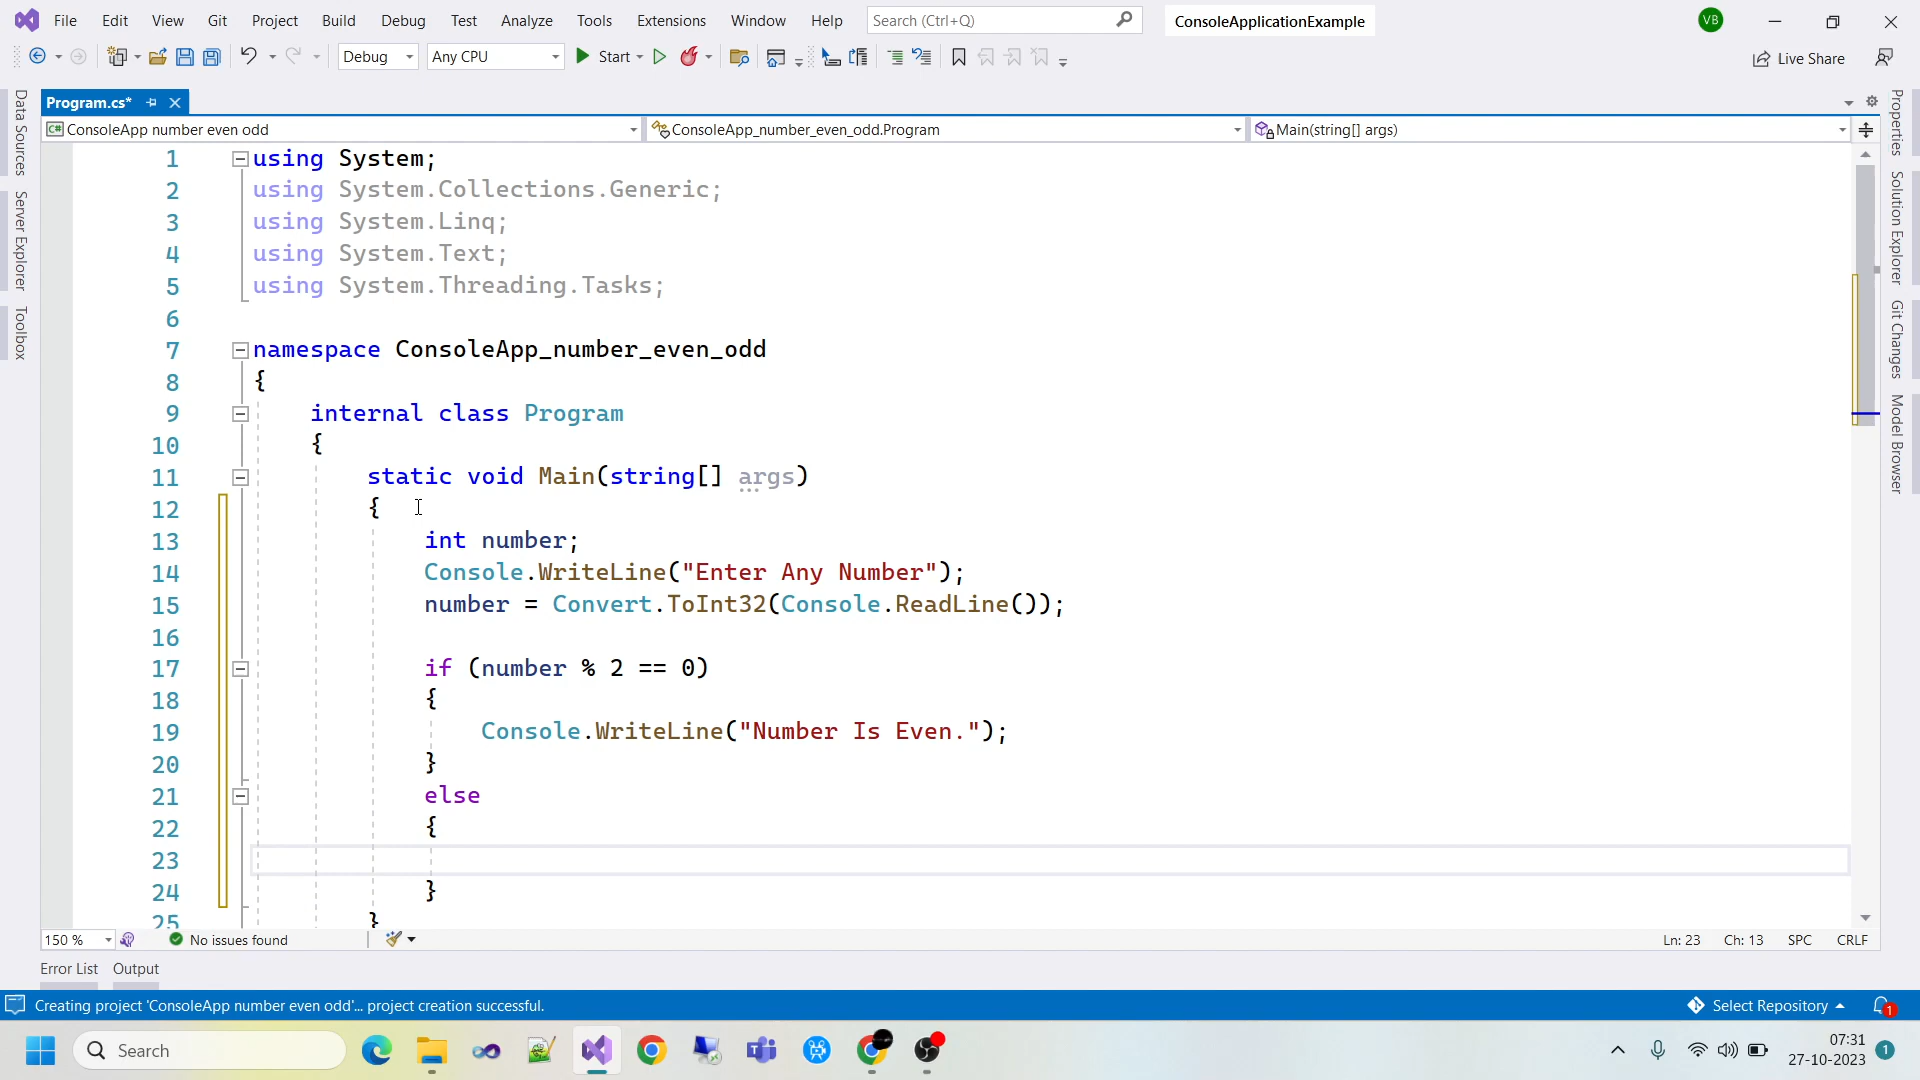 File Edit View Git Project Build Debug Test Analyze Tools Extensions Window Help Search (Ctrl+Q) ConsoleApplicationExample VB
Debug Any CPU Start Live Share
Program.cs*
ConsoleApp number even odd ConsoleApp_number_even_odd.Program Main(string[] args)
Data Sources
Server Explorer
Toolbox
1 using System;
2 using System.Collections.Generic;
3 using System.Linq;
4 using System.Text;
5 using System.Threading.Tasks;
6
7 namespace ConsoleApp_number_even_odd
8 {
9 internal class Program
10 {
11 static void Main(string[] args)
12 {
13 int number;
14 Console.WriteLine("Enter Any Number");
15 number = Convert.ToInt32(Console.ReadLine());
16
17 if (number % 2 == 0)
18 {
19 Console.WriteLine("Number Is Even.");
20 }
21 else
22 {
23
24 }
25 }
Properties
Solution Explorer
Git Changes
Model Browser
150 % No issues found Ln: 23 Ch: 13 SPC CRLF
Error List Output
Creating project 'ConsoleApp number even odd'... project creation successful. Select Repository 1
Search 07:31
27-10-2023 1